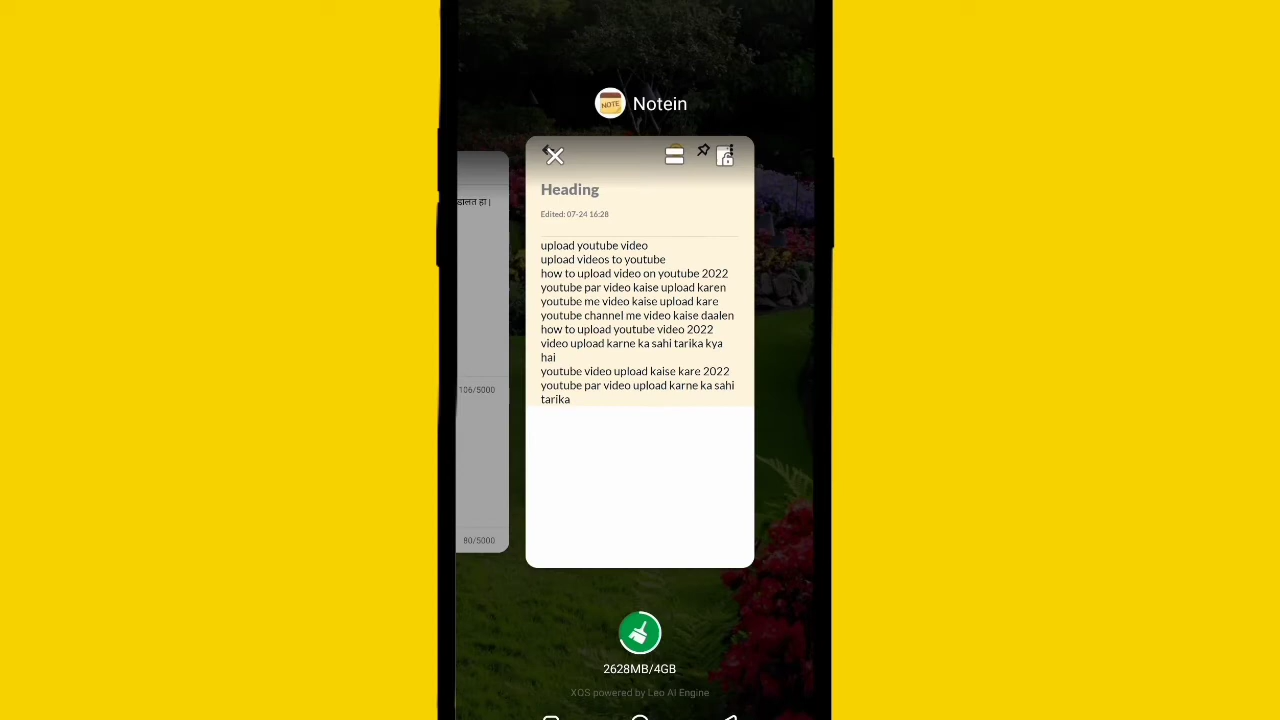 NOTE
Notein
Heading
Edited: 07-24 16:28
डालत हा।
upload youtube video
upload videos to youtube
how to upload video on youtube 2022
youtube par video kaise upload karen
youtube me video kaise upload kare
youtube channel me video kaise daalen
how to upload youtube video 2022
video upload karne ka sahi tarika kya
hai
youtube video upload kaise kare 2022
youtube par video upload karne ka sahi
tarika
106/5000
80/5000
2628MB/4GB
XOS powered by Leo AI Engine